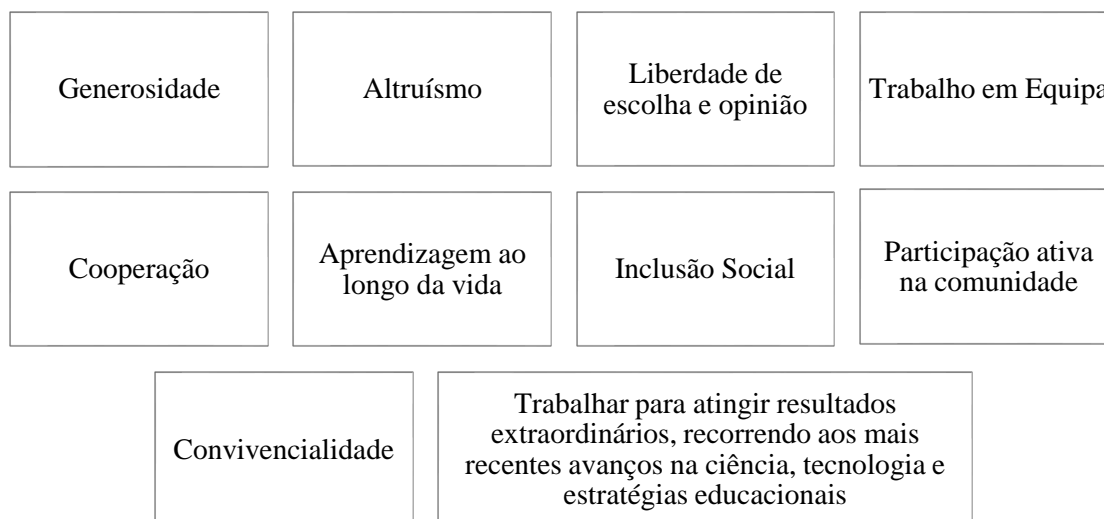 Generosidade
Altruísmo
Liberdade de
escolha e opinião
Trabalho em Equipa
Cooperação
Aprendizagem ao
longo da vida
Inclusão Social
Participação ativa
na comunidade
Convivencialidade
Trabalhar para atingir resultados
extraordinários, recorrendo aos mais
recentes avanços na ciência, tecnologia e
estratégias educacionais